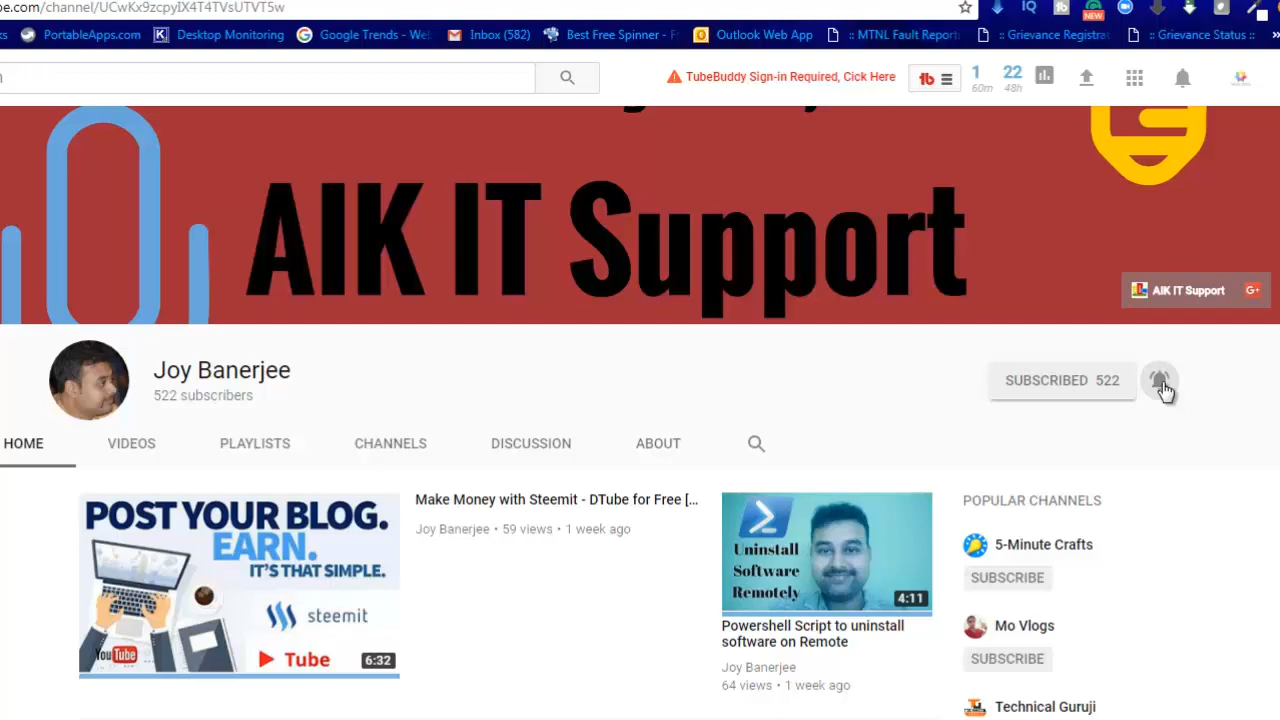 be.com/channel/UCwKx9zcpyIX4T4TVsUTVT5w
IQ
NEW
ks PortableApps.com Desktop Monitoring Google Trends - We Inbox (582) Best Free Spinner - F Outlook Web App :: MTNL Fault Report :: Grievance Registra :: Grievance Status ::
TubeBuddy Sign-in Required, Click Here
tb
1 60m
22 48h
AIK IT Support
AIK IT Support G+
Joy Banerjee
522 subscribers
SUBSCRIBED 522
HOME VIDEOS PLAYLISTS CHANNELS DISCUSSION ABOUT
POST YOUR BLOG.
EARN.
IT'S THAT SIMPLE.
steemit
YouTube
Tube
6:32
Make Money with Steemit - DTube for Free [...
Joy Banerjee • 59 views • 1 week ago
Uninstall
Software
Remotely
4:11
Powershell Script to uninstall
software on Remote
Joy Banerjee
64 views • 1 week ago
POPULAR CHANNELS
5-Minute Crafts
SUBSCRIBE
Mo Vlogs
SUBSCRIBE
Technical Guruji